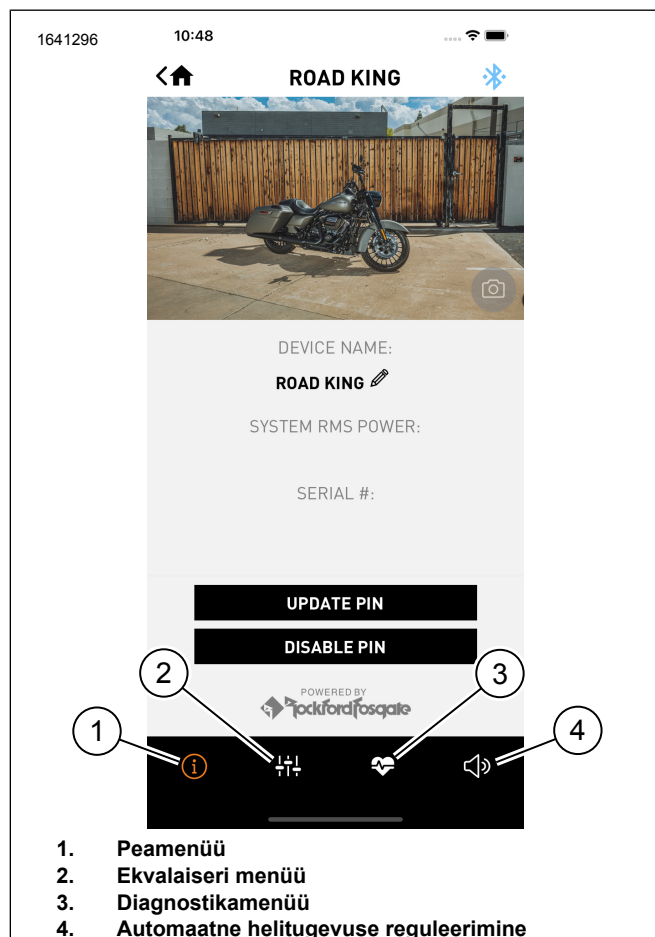 1641296
10:48
ROAD KING
DEVICE NAME:
ROAD KING
SYSTEM RMS POWER:
SERIAL #:
UPDATE PIN
DISABLE PIN
2
3
POWERED BY
Rockford Fosgate
1
4
1. Peamenüü
2. Ekvalaiseri menüü
3. Diagnostikamenüü
4. Automaatne helitugevuse reguleerimine